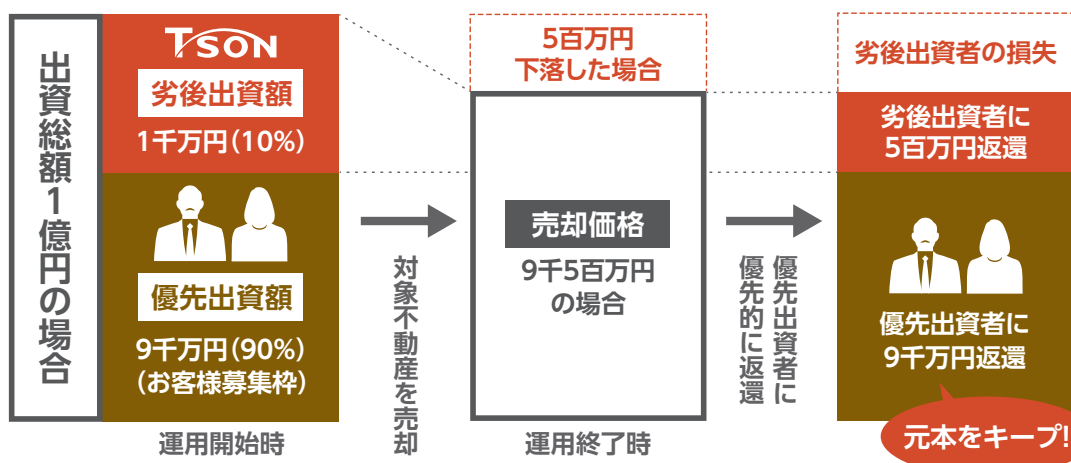 出資総額1億円の場合
TSON
劣後出資額
1千万円(10%)
優先出資額
9千万円(90%)
(お客様募集枠)
運用開始時
対象不動産を売却
5百万円
下落した場合
売却価格
9千5百万円
の場合
運用終了時
優先出資者に
優先的に返還
劣後出資者の損失
劣後出資者に
5百万円返還
優先出資者に
9千万円返還
元本をキープ!